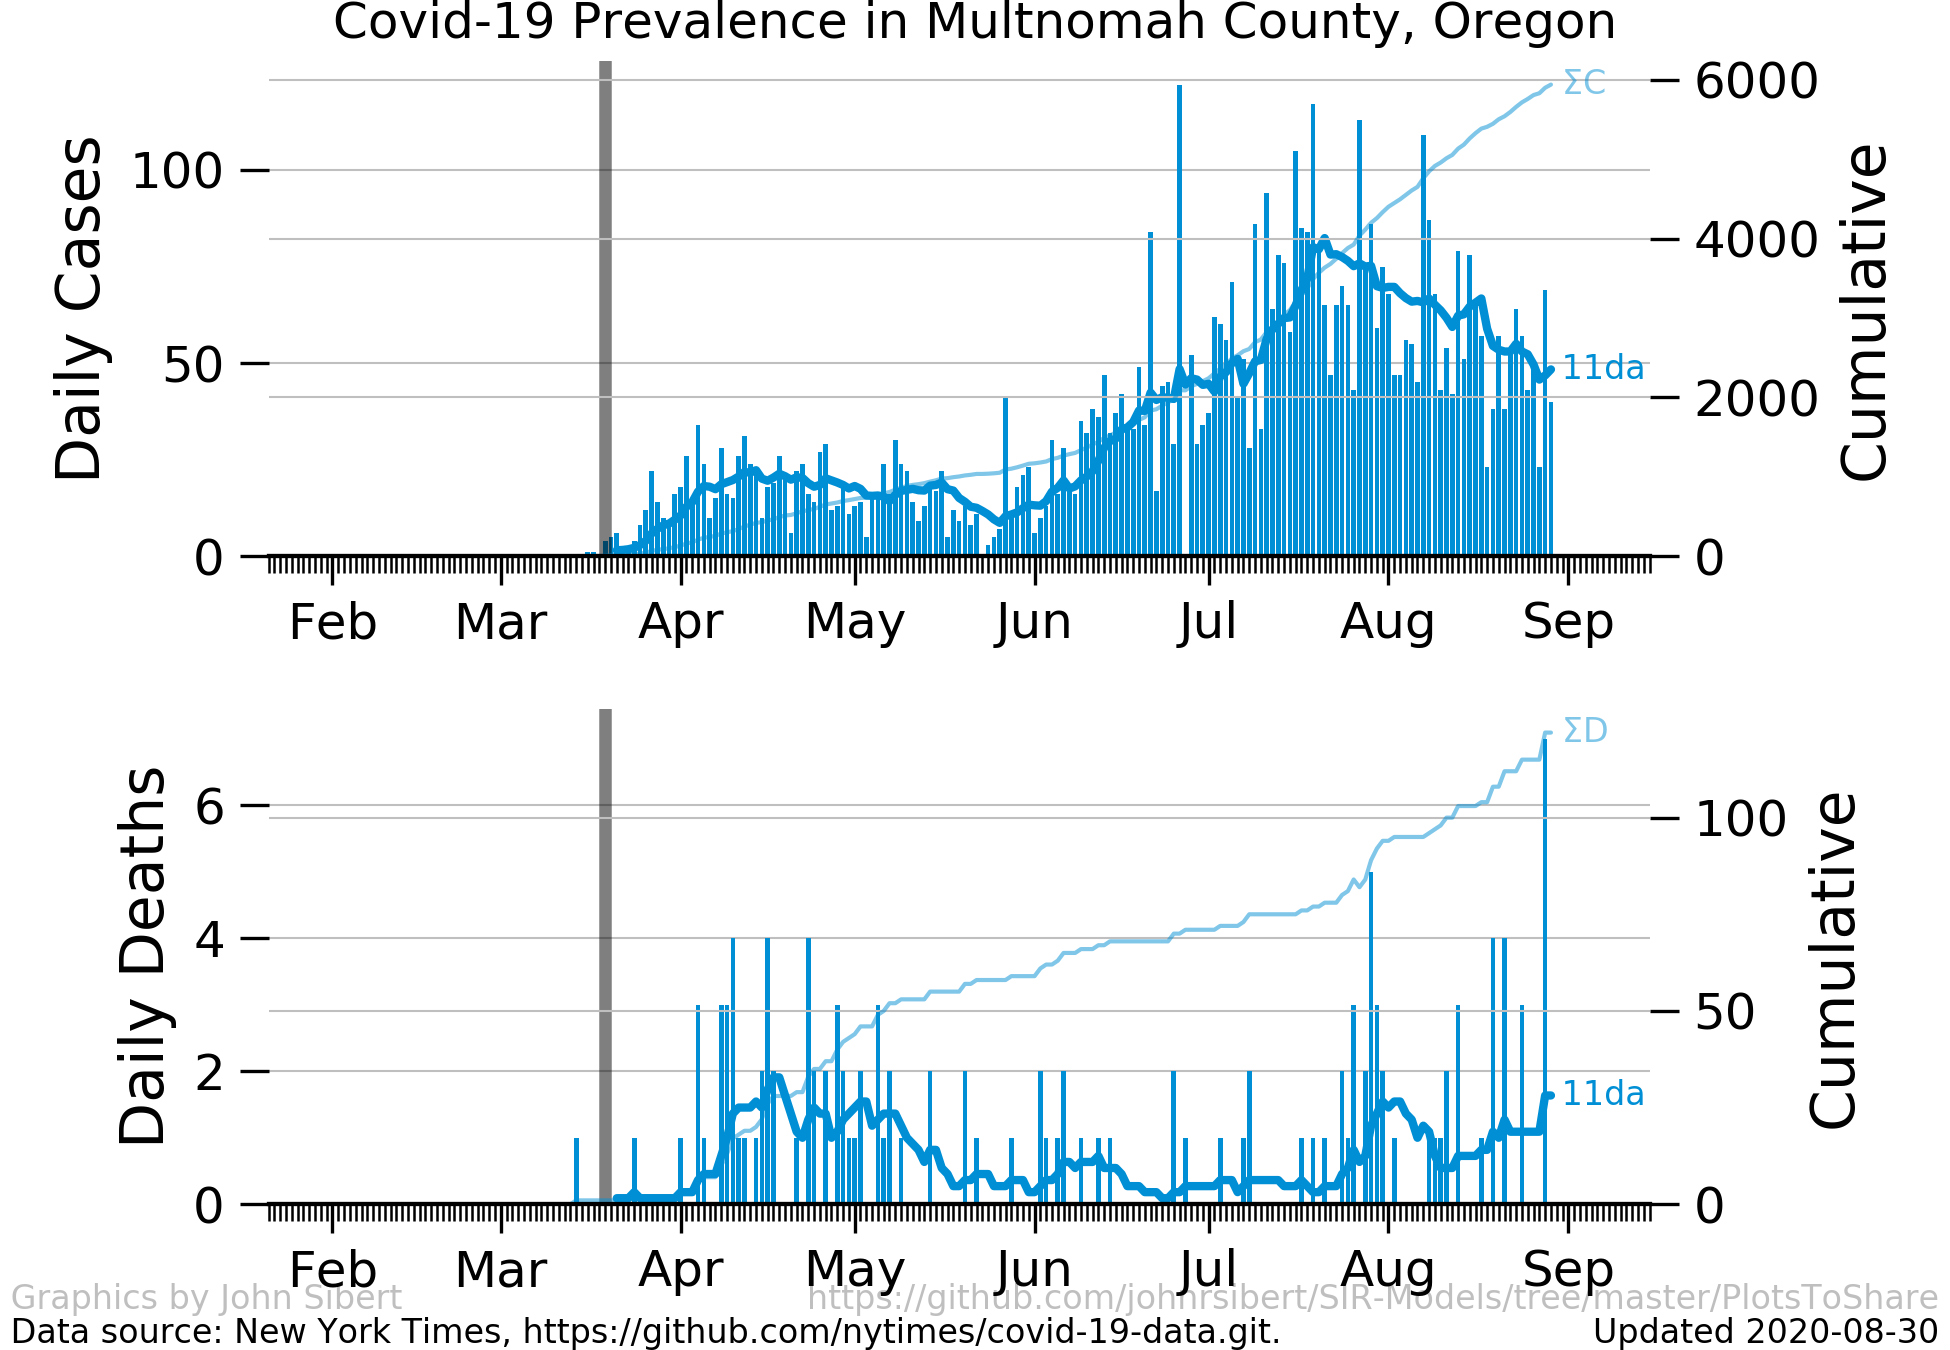 Covid-19 Prevalence in Multnomah County, Oregon
Daily Cases
100
50
0
6000
4000
2000
0
Cumulative
ΣC
11da
Feb Mar Apr May Jun Jul Aug Sep
Daily Deaths
6
4
2
0
100
50
0
Cumulative
ΣD
11da
Feb Mar Apr May Jun Jul Aug Sep
Graphics by John Sibert https://github.com/johnrsibert/SIR-Models/tree/master/PlotsToShare
Data source: New York Times, https://github.com/nytimes/covid-19-data.git. Updated 2020-08-30